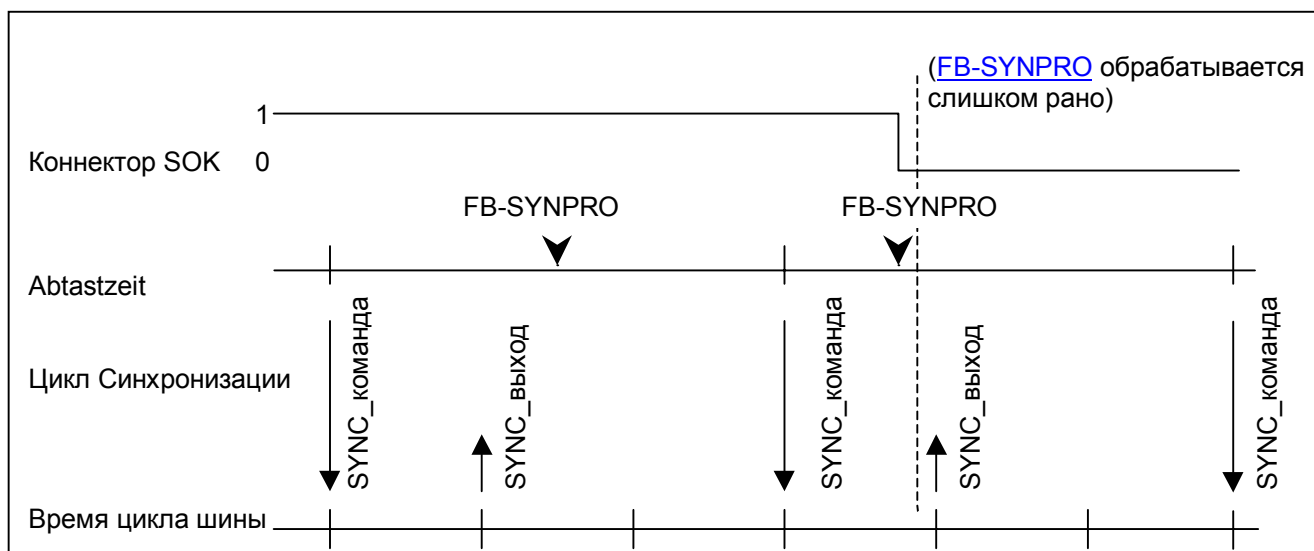 (FB-SYNPRO обрабатывается
слишком рано)
1
Коннектор SOK 0
FB-SYNPRO FB-SYNPRO
Abtastzeit
Цикл Синхронизации
SYNC_команда
SYNC_выход
SYNC_команда
SYNC_выход
SYNC_команда
Время цикла шины